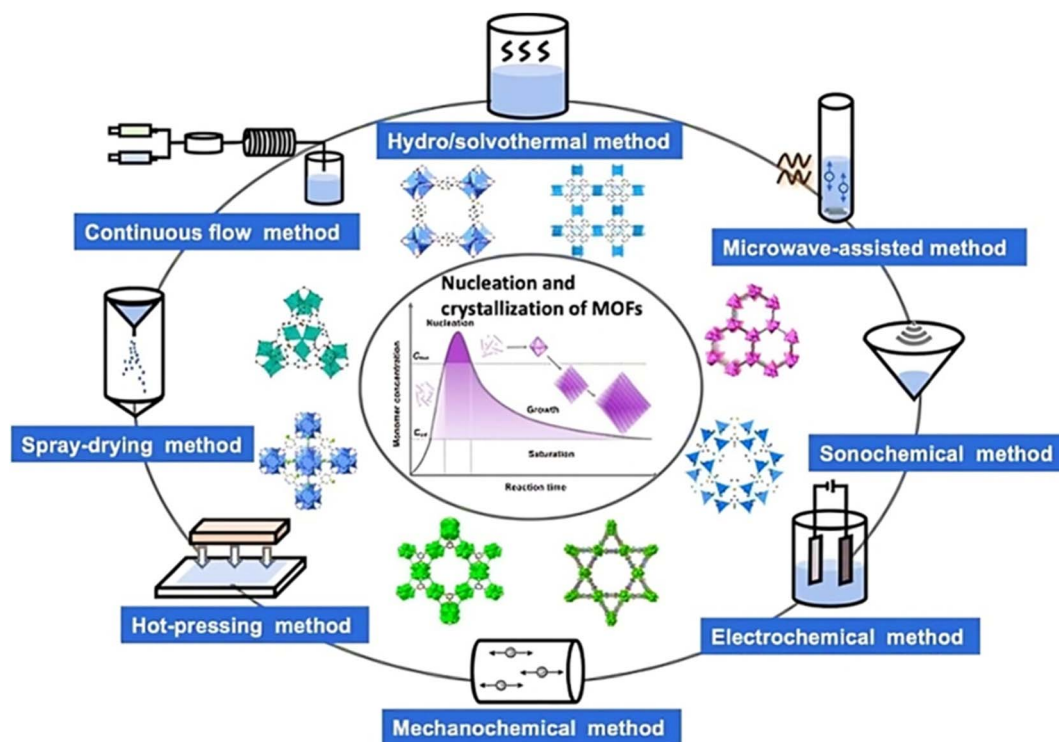 Hydro/solvothermal method
Continuous flow method
Microwave-assisted method
Nucleation and
crystallization of MOFs
Nucleation
Monomer concentration
Growth
Saturation
Reaction time
Spray-drying method
Sonochemical method
Hot-pressing method
Electrochemical method
Mechanochemical method